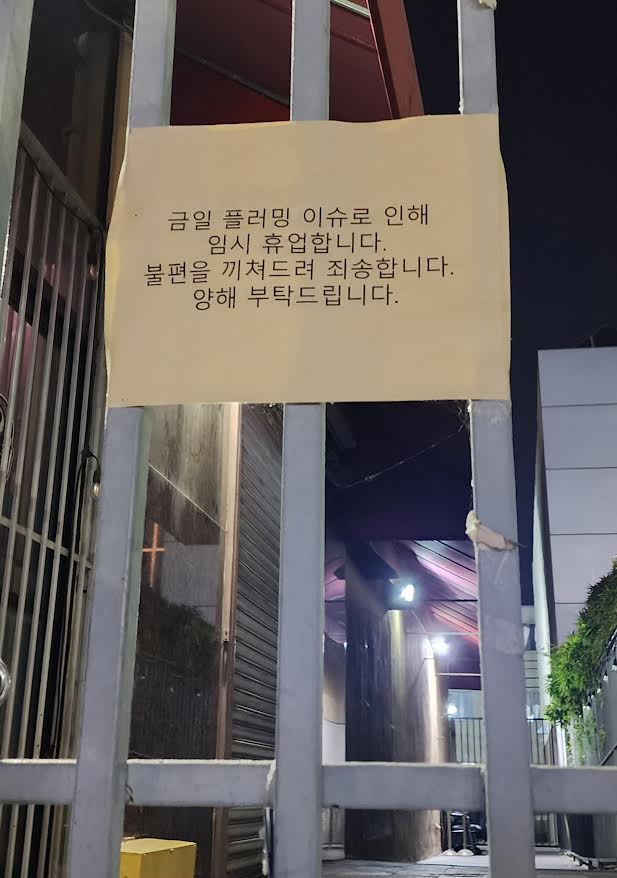 금일 플러밍 이슈로 인해
임시 휴업합니다.
불편을 끼쳐드려 죄송합니다.
양해 부탁드립니다.